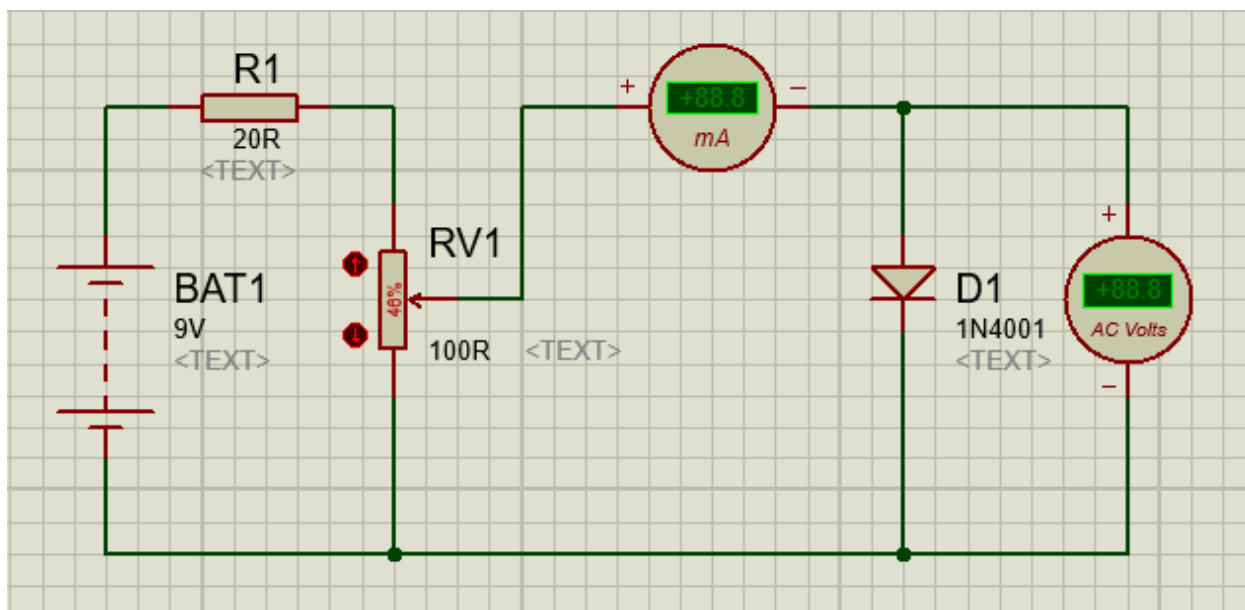 R1
20R
<TEXT>
+
+88.8
mA
−
RV1
46%
100R
<TEXT>
BAT1
9V
<TEXT>
D1
1N4001
<TEXT>
+
+88.8
AC Volts
−